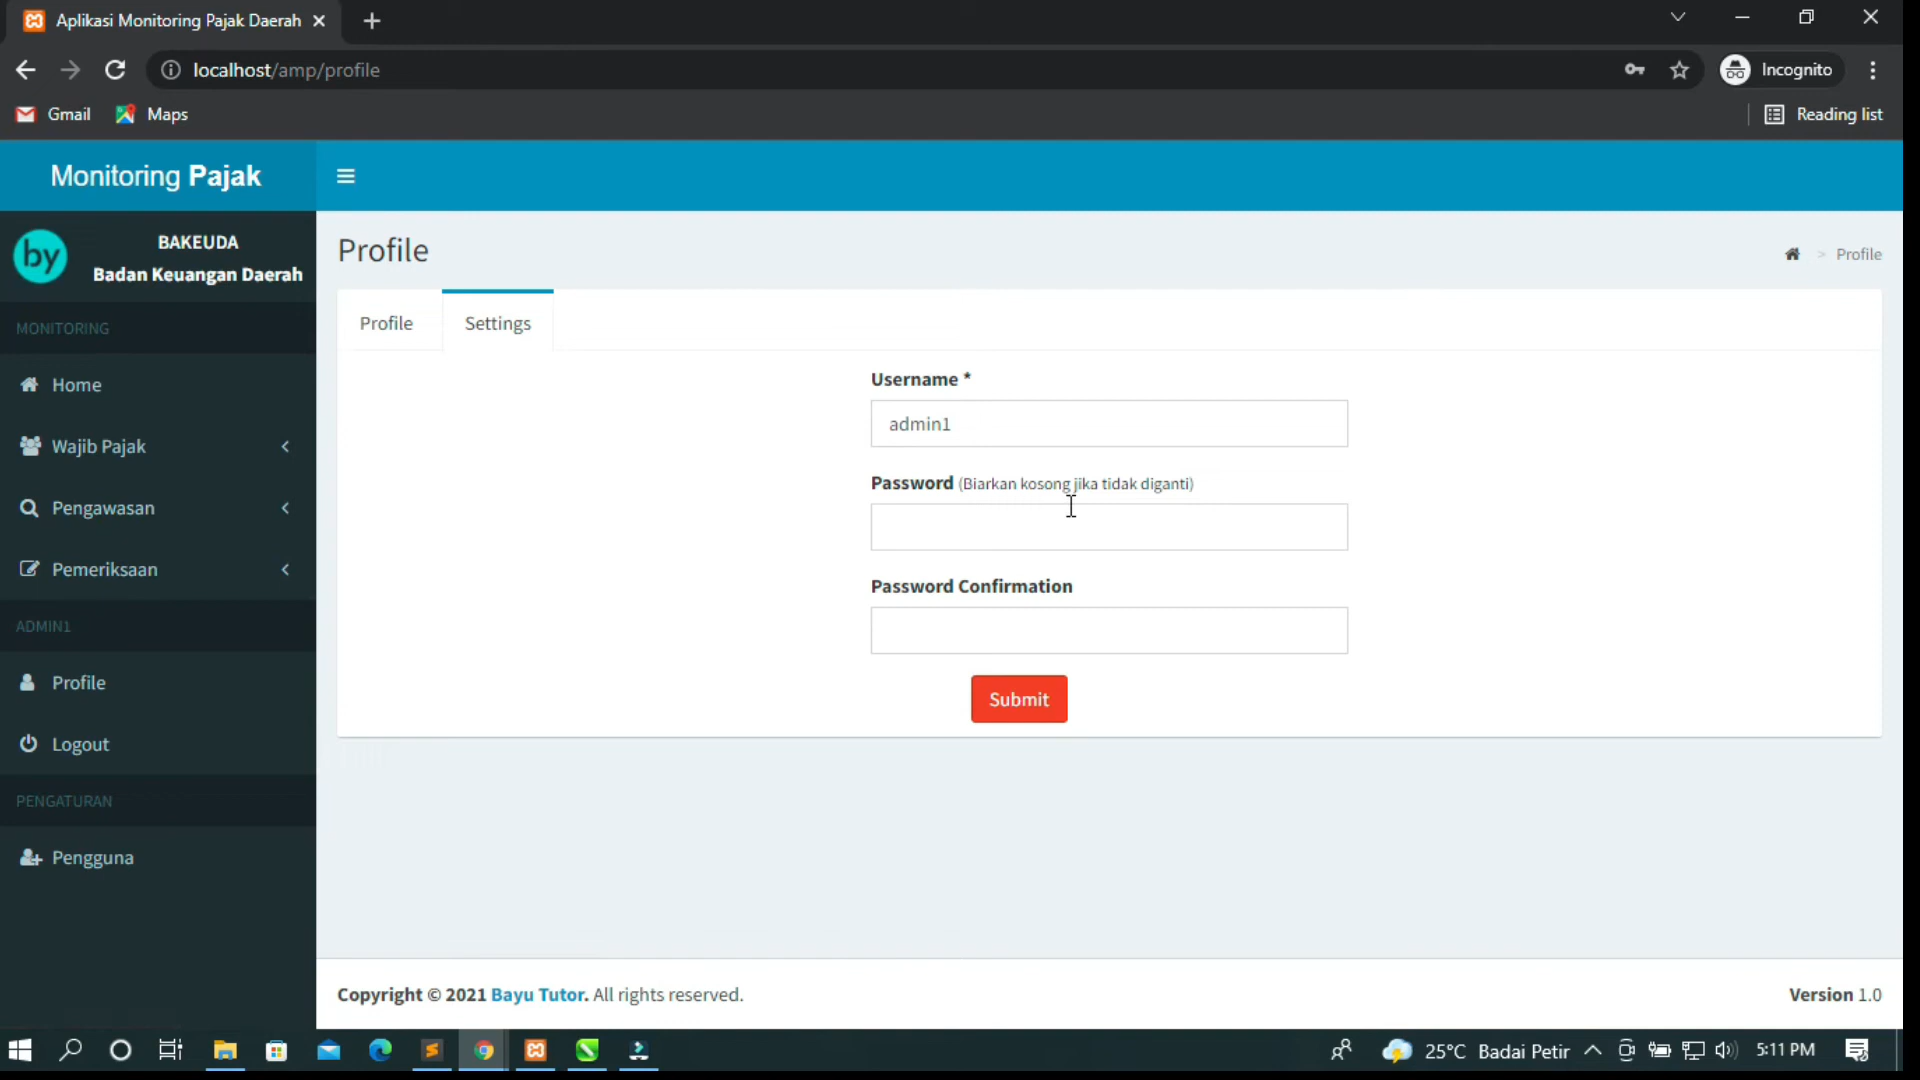 Aplikasi Monitoring Pajak Daerah
localhost/amp/profile
Incognito
Gmail
Maps
Reading list
Monitoring Pajak
by
BAKEUDA
Badan Keuangan Daerah
MONITORING
Home
Wajib Pajak
Pengawasan
Pemeriksaan
ADMIN1
Profile
Logout
PENGATURAN
Pengguna
Profile
> Profile
Profile
Settings
Username *
admin1
Password (Biarkan kosong jika tidak diganti)
Password Confirmation
Submit
Copyright © 2021 Bayu Tutor. All rights reserved.
Version 1.0
25°C Badai Petir
5:11 PM